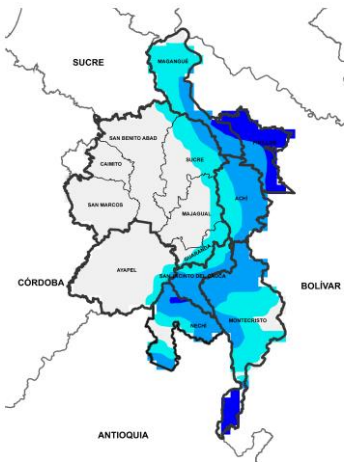 MAGANGUÉ
SUCRE
SAN BENITO ABAD
CAIMITO
SUCRE
ACHÍ
SAN MARCOS
MAJAGUAL
GUARANDA
AYAPEL
SAN JACINTO DEL CAUCA
CÓRDOBA
BOLÍVAR
MONTECRISTO
NECHÍ
ANTIOQUIA